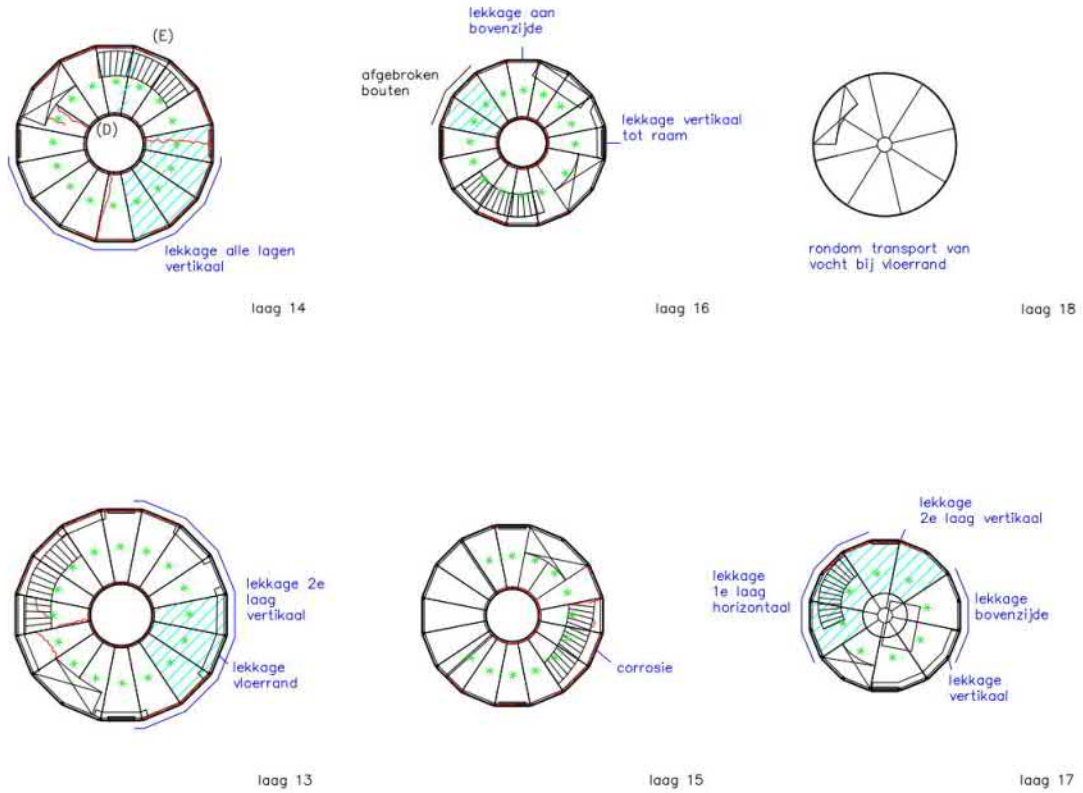 (E)
(D)
lekkage alle lagen
vertikaal
laag 14
lekkage aan
bovenzijde
afgebroken
bouten
lekkage vertikaal
tot raam
laag 16
rondom transport van
vocht bij vloerrand
laag 18
lekkage 2e
laag
vertikaal
lekkage
vloerrand
laag 13
corrosie
laag 15
lekkage
2e laag vertikaal
lekkage
1e laag
horizontaal
lekkage
bovenzijde
lekkage
vertikaal
laag 17